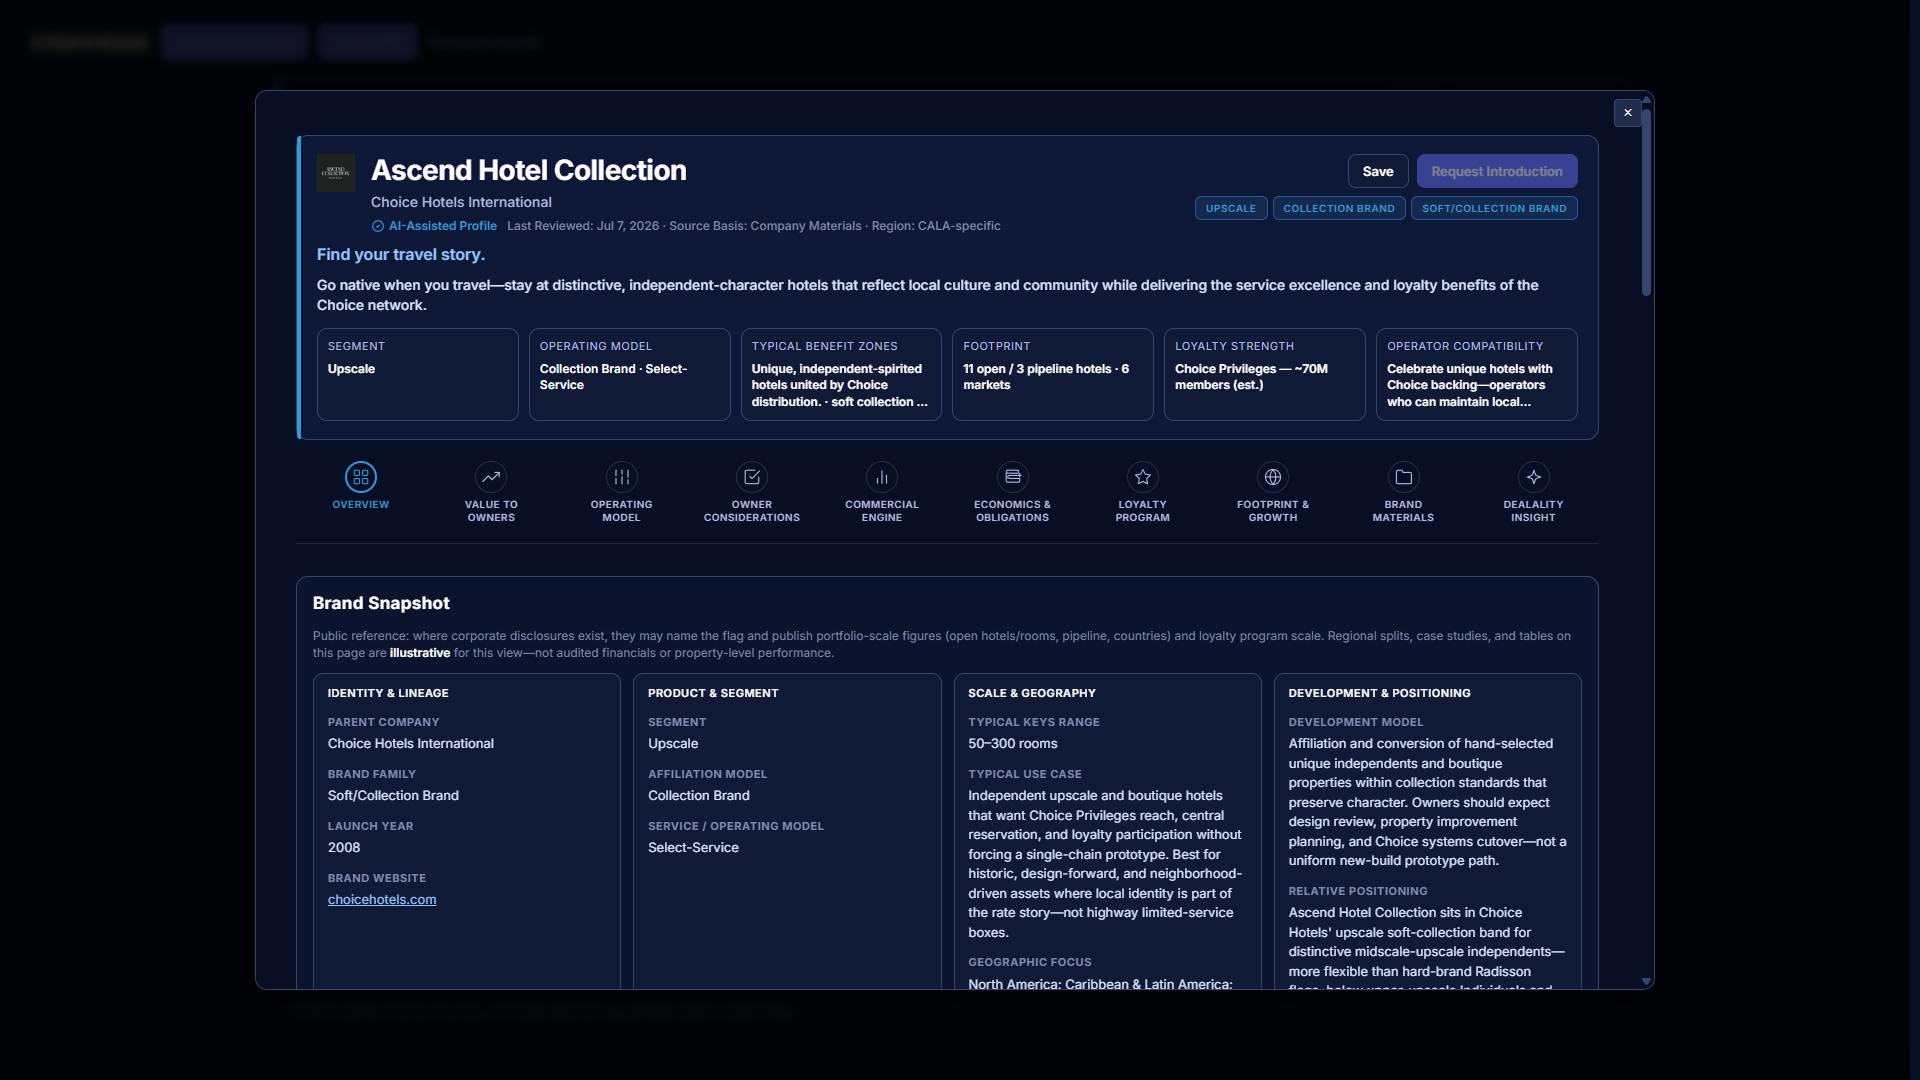 ×
ASCEND
COLLECTION
Ascend Hotel Collection
Choice Hotels International
AI-Assisted Profile Last Reviewed: Jul 7, 2026 · Source Basis: Company Materials · Region: CALA-specific
Save
Request Introduction
UPSCALE
COLLECTION BRAND
SOFT/COLLECTION BRAND
Find your travel story.
Go native when you travel—stay at distinctive, independent-character hotels that reflect local culture and community while delivering the service excellence and loyalty benefits of the
Choice network.
SEGMENT
Upscale
OPERATING MODEL
Collection Brand · Select-
Service
TYPICAL BENEFIT ZONES
Unique, independent-spirited
hotels united by Choice
distribution. · soft collection ...
FOOTPRINT
11 open / 3 pipeline hotels · 6
markets
LOYALTY STRENGTH
Choice Privileges — ~70M
members (est.)
OPERATOR COMPATIBILITY
Celebrate unique hotels with
Choice backing—operators
who can maintain local...
OVERVIEW
VALUE TO
OWNERS
OPERATING
MODEL
OWNER
CONSIDERATIONS
COMMERCIAL
ENGINE
ECONOMICS &
OBLIGATIONS
LOYALTY
PROGRAM
FOOTPRINT &
GROWTH
BRAND
MATERIALS
DEALALITY
INSIGHT
Brand Snapshot
Public reference: where corporate disclosures exist, they may name the flag and publish portfolio-scale figures (open hotels/rooms, pipeline, countries) and loyalty program scale. Regional splits, case studies, and tables on
this page are illustrative for this view—not audited financials or property-level performance.
IDENTITY & LINEAGE
PARENT COMPANY
Choice Hotels International
BRAND FAMILY
Soft/Collection Brand
LAUNCH YEAR
2008
BRAND WEBSITE
choicehotels.com
PRODUCT & SEGMENT
SEGMENT
Upscale
AFFILIATION MODEL
Collection Brand
SERVICE / OPERATING MODEL
Select-Service
SCALE & GEOGRAPHY
TYPICAL KEYS RANGE
50–300 rooms
TYPICAL USE CASE
Independent upscale and boutique hotels
that want Choice Privileges reach, central
reservation, and loyalty participation without
forcing a single-chain prototype. Best for
historic, design-forward, and neighborhood-
driven assets where local identity is part of
the rate story—not highway limited-service
boxes.
GEOGRAPHIC FOCUS
North America: Caribbean & Latin America:
DEVELOPMENT & POSITIONING
DEVELOPMENT MODEL
Affiliation and conversion of hand-selected
unique independents and boutique
properties within collection standards that
preserve character. Owners should expect
design review, property improvement
planning, and Choice systems cutover—not a
uniform new-build prototype path.
RELATIVE POSITIONING
Ascend Hotel Collection sits in Choice
Hotels' upscale soft-collection band for
distinctive midscale-upscale independents—
more flexible than hard-brand Radisson